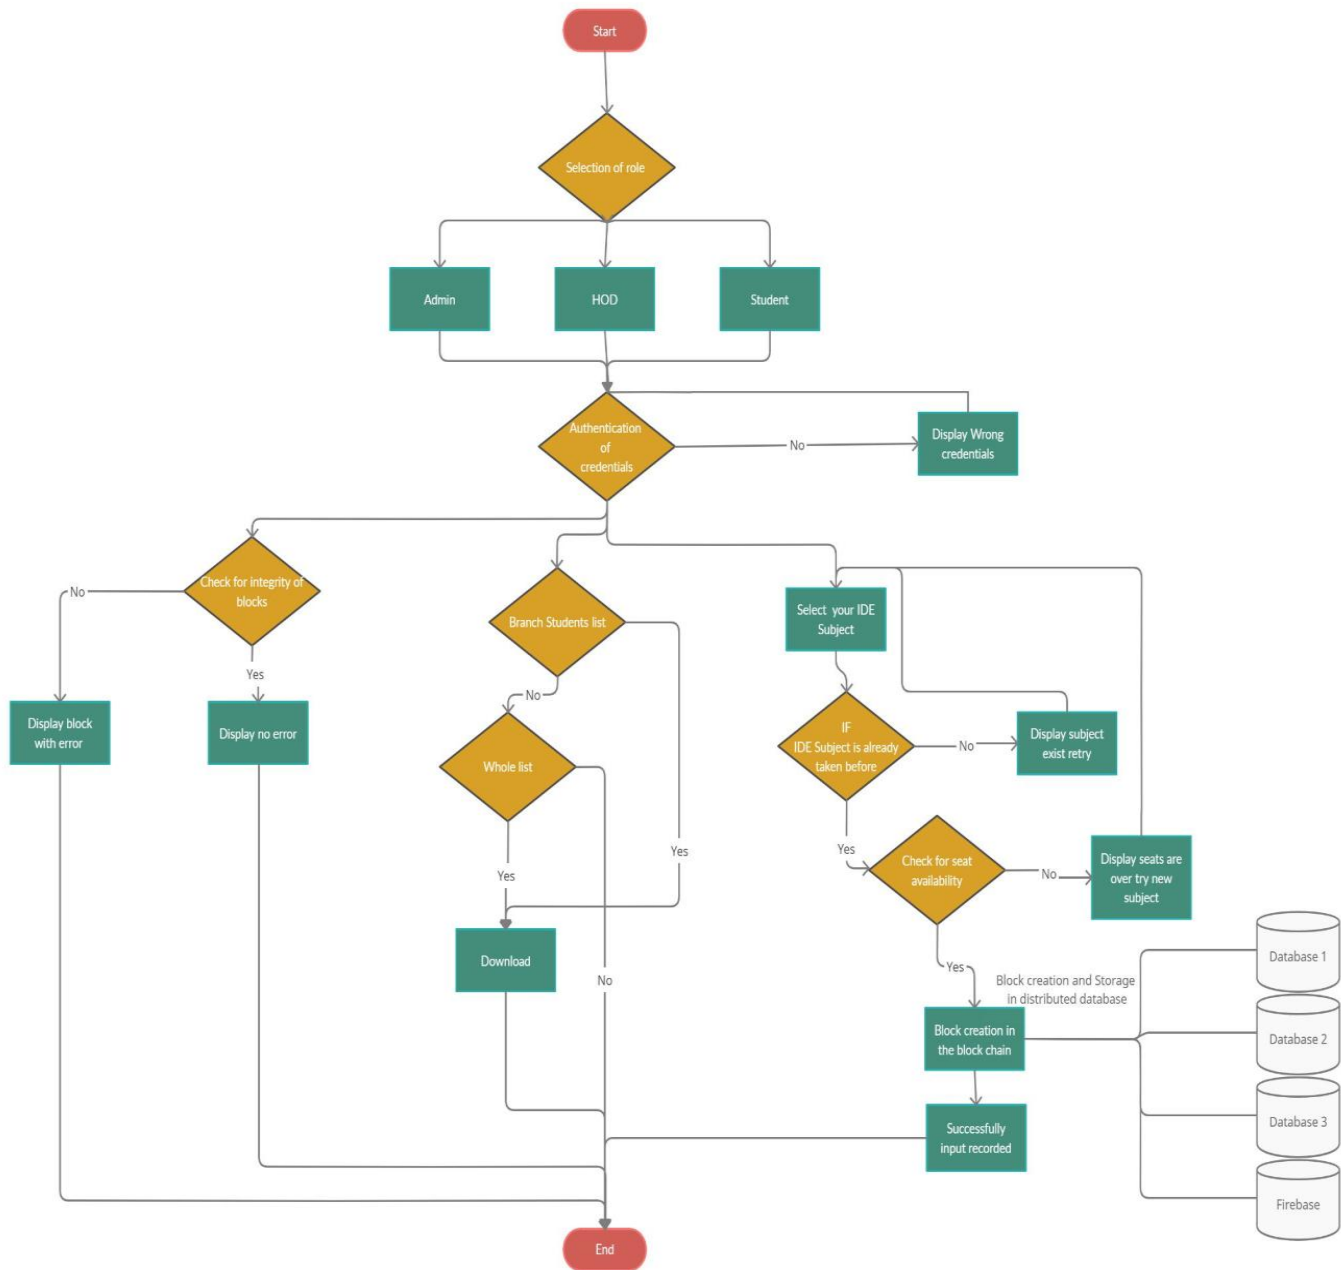 Start
Selection of role
Admin
HOD
Student
Authentication
of
credentials
No
Display Wrong
credentials
Check for integrity of
blocks
No
Yes
Display block
with error
Display no error
Branch Students list
No
Yes
Whole list
Yes
No
Download
Select your IDE
Subject
IF
IDE Subject is already
taken before
No
Display subject
exist retry
Yes
Check for seat
availability
No
Display seats are
over try new
subject
Yes
Block creation and Storage
in distributed database
Block creation in
the block chain
Successfully
input recorded
Database 1
Database 2
Database 3
Firebase
End